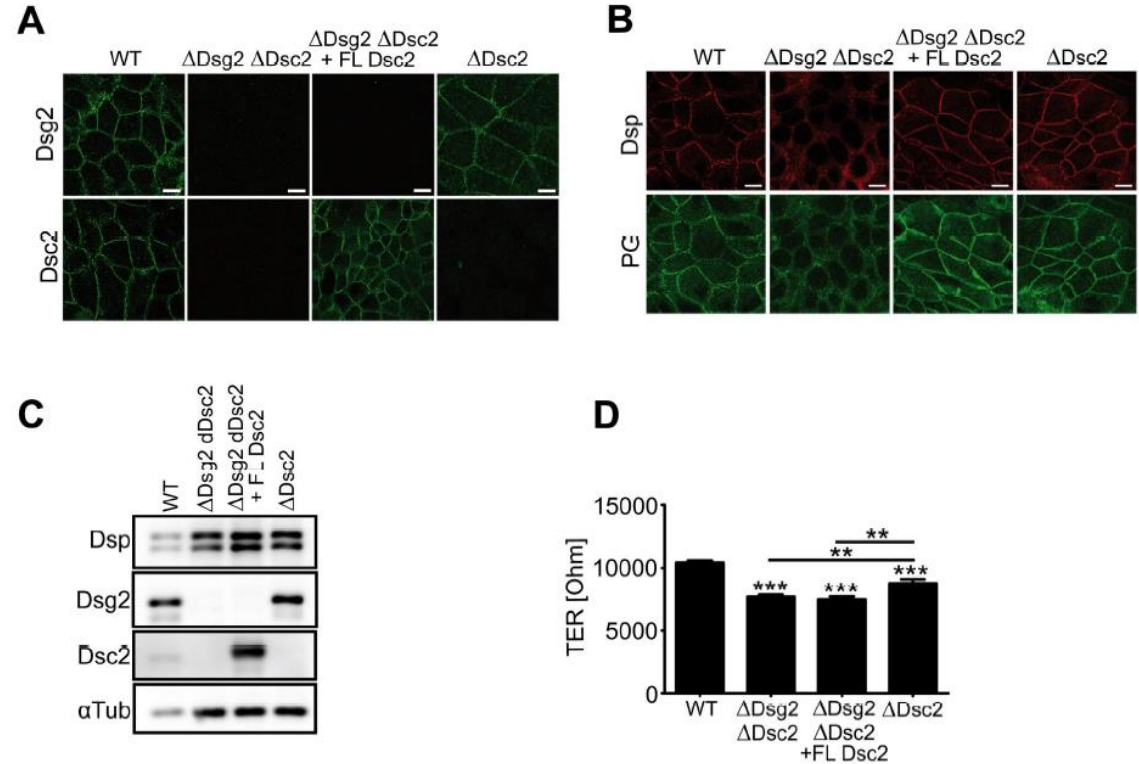 A
WT
ΔDsg2 ΔDsc2
ΔDsg2 ΔDsc2
+ FL Dsc2
ΔDsc2
Dsg2
Dsc2
B
WT
ΔDsg2 ΔDsc2
ΔDsg2 ΔDsc2
+ FL Dsc2
ΔDsc2
Dsp
PG
C
WT
ΔDsg2 dDsc2
ΔDsg2 dDsc2
+ FL Dsc2
ΔDsc2
Dsp
Dsg2
Dsc2
αTub
D
TER [Ohm]
15000
10000
5000
0
**
**
***
***
***
WT
ΔDsg2
ΔDsc2
ΔDsg2
ΔDsc2
+FL Dsc2
ΔDsc2